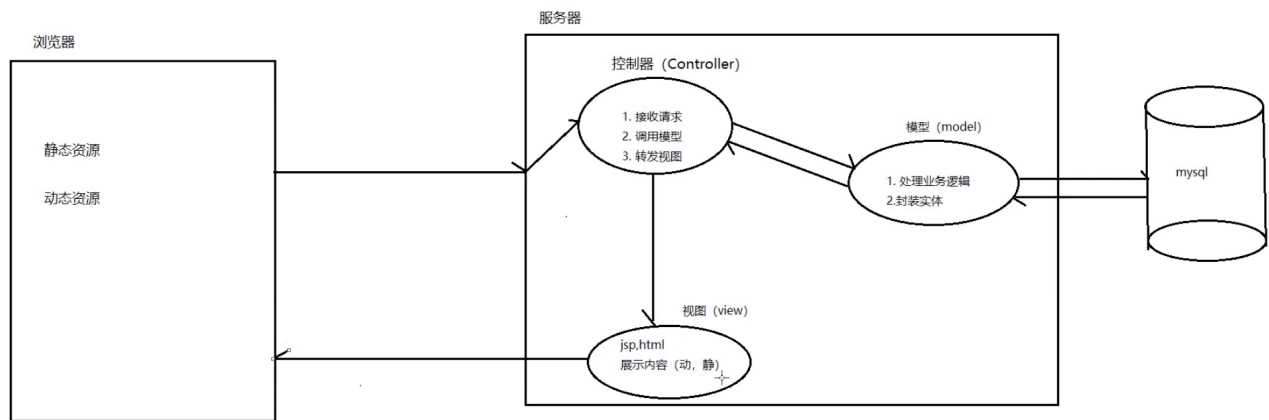 服务器
浏览器
控制器（Controller）
1. 接收请求
2. 调用模型
3. 转发视图
静态资源
动态资源
模型（model）
1. 处理业务逻辑
2.封装实体
mysql
视图（view）
jsp,html
展示内容（动，静）